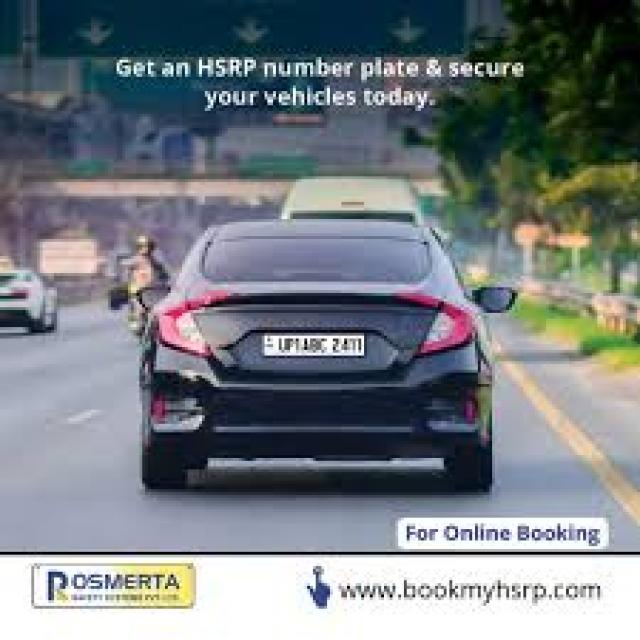 Get an HSRP number plate & secure
your vehicles today.
UP1ABC 2411
For Online Booking
ROSMERTA
SAFETY SYSTEMS PVT. LTD.
www.bookmyhsrp.com